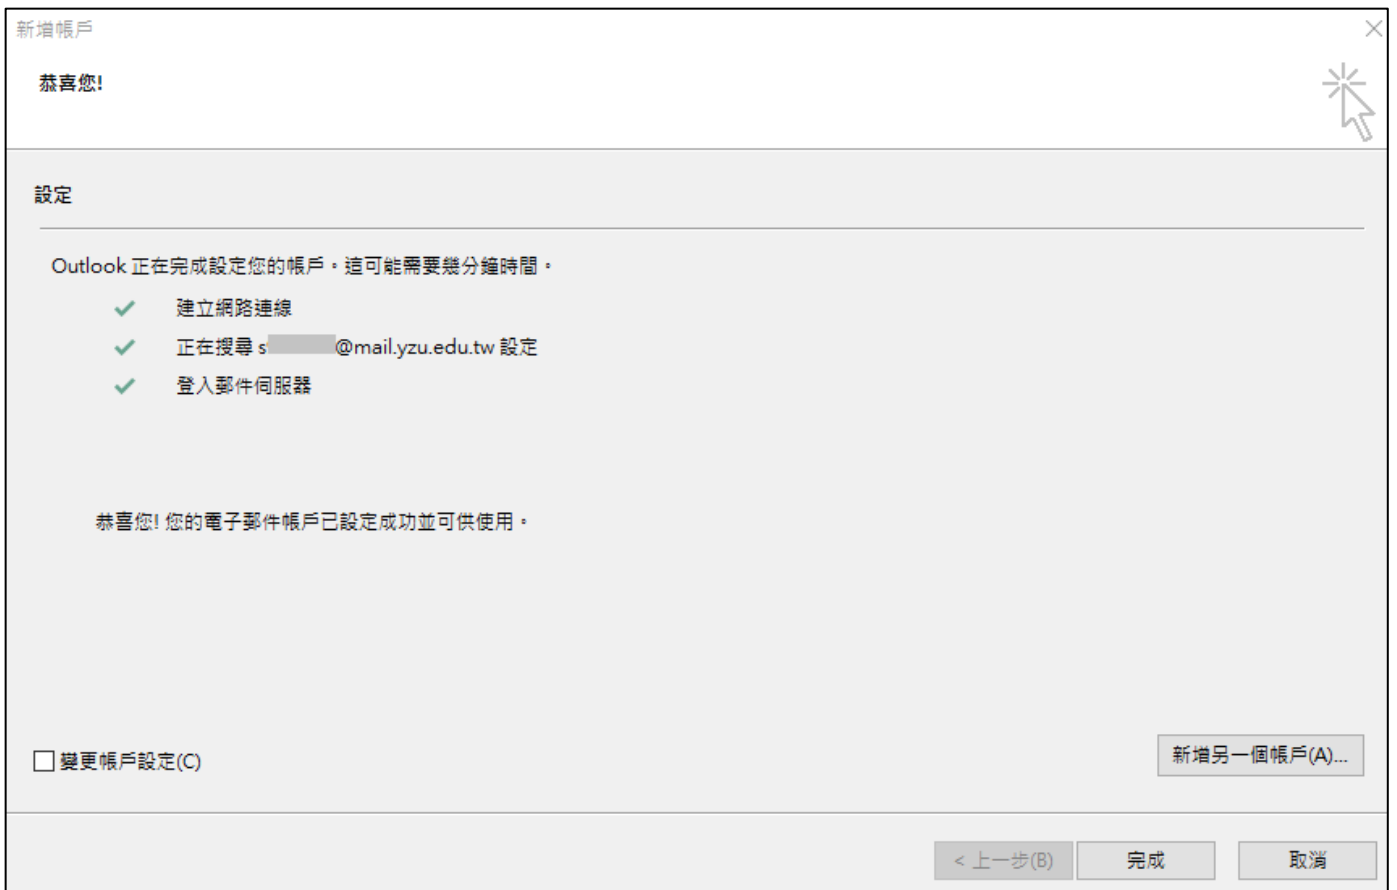 新增帳戶
恭喜您!
設定
Outlook 正在完成設定您的帳戶。這可能需要幾分鐘時間。
建立網路連線
正在搜尋 s @mail.yzu.edu.tw 設定
登入郵件伺服器
恭喜您! 您的電子郵件帳戶已設定成功並可供使用。
變更帳戶設定(C)
新增另一個帳戶(A)...
< 上一步(B)
完成
取消